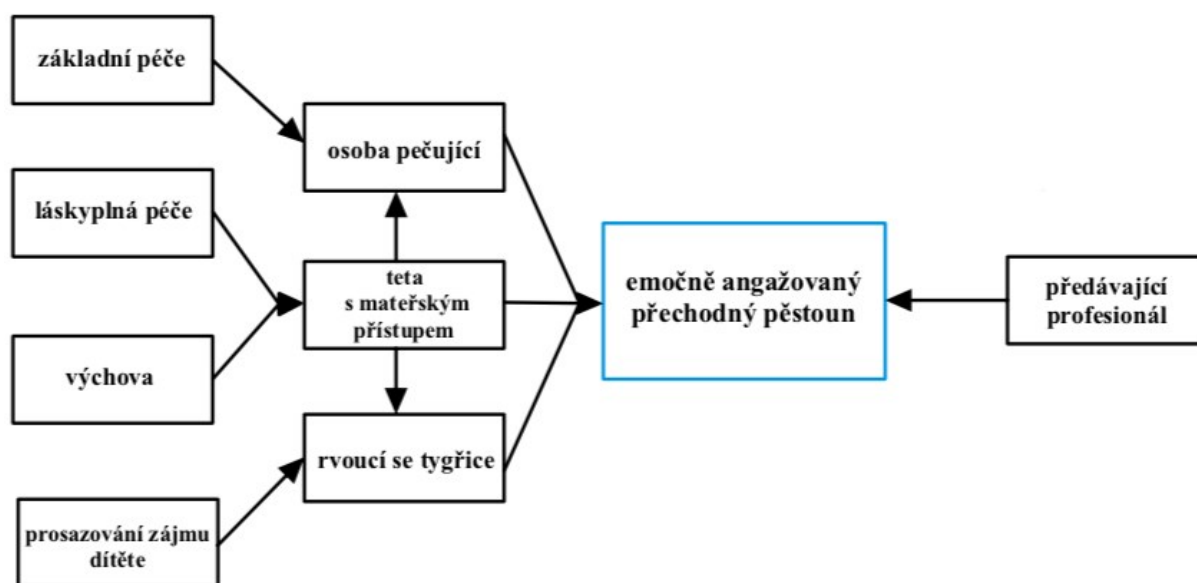 základní péče
láskyplná péče
výchova
prosazování zájmu
dítěte
osoba pečující
teta
s mateřským
přístupem
rvoucí se tygřice
emočně angažovaný
přechodný pěstoun
předávající
profesionál